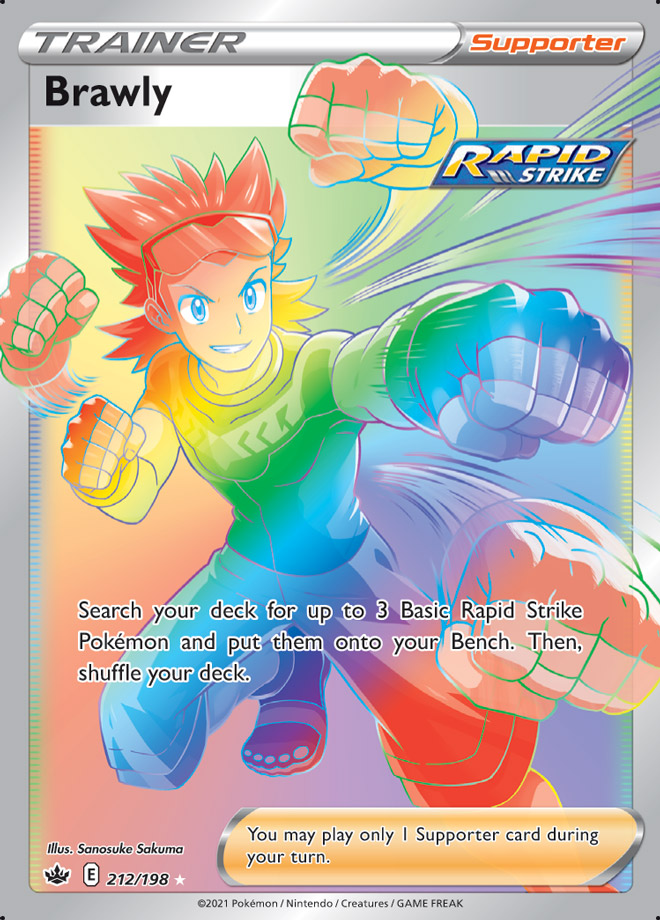 TRAINER
Supporter
Brawly
RAPID
STRIKE
Search your deck for up to 3 Basic Rapid Strike
Pokémon and put them onto your Bench. Then,
shuffle your deck.
Illus. Sanosuke Sakuma
You may play only 1 Supporter card during
your turn.
E 212/198
©2021 Pokémon / Nintendo / Creatures / GAME FREAK